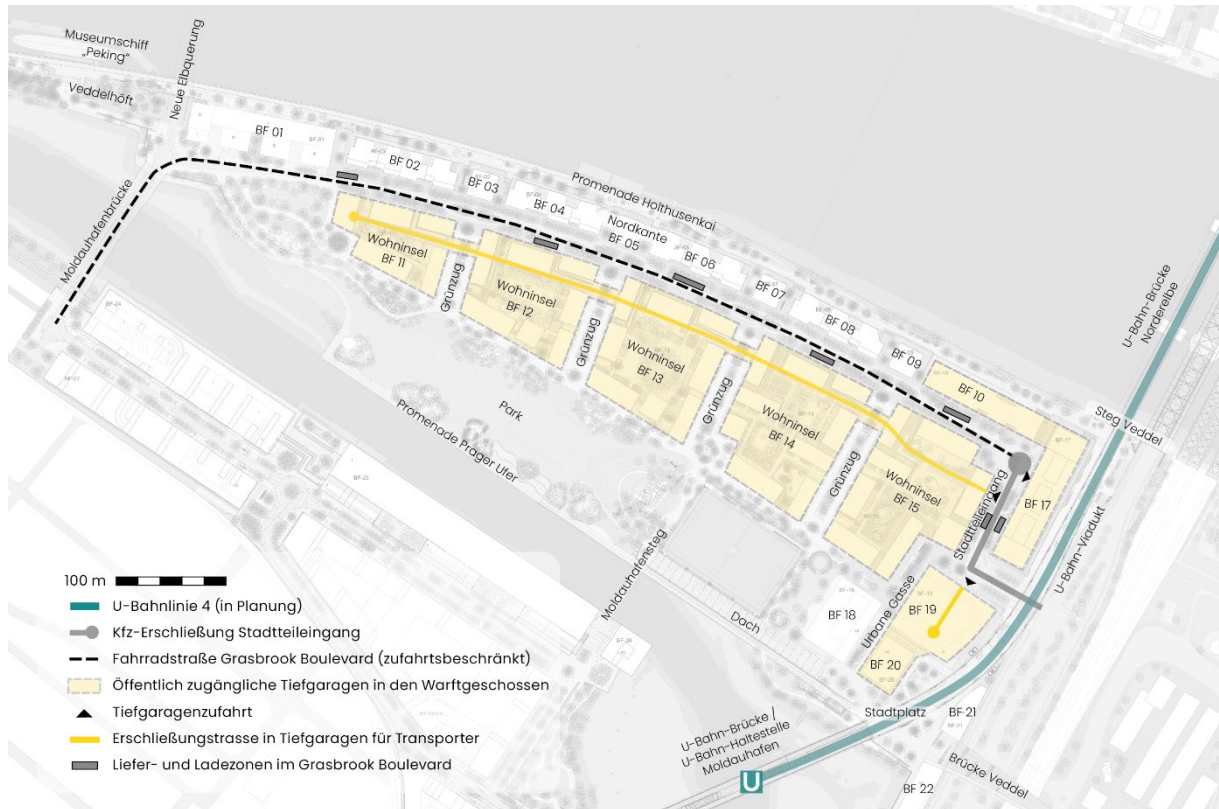 Museumschiff
„Peking“
Veddelhöft
Neue Elbquerung
Moldauhafenbrücke
BF 01
BF 02
BF 03
BF 04
Nordkante
BF 05
BF 06
BF 07
BF 08
BF 09
BF 10
Promenade Holthusenkai
Wohninsel
BF 11
Grünzug
Wohninsel
BF 12
Grünzug
Wohninsel
BF 13
Grünzug
Wohninsel
BF 14
Grünzug
Wohninsel
BF 15
Stadtteileingang
BF 17
Steg Veddel
U-Bahn-Brücke
Norderelbe
U-Bahn-Viadukt
Park
Promenade Prager Ufer
Moldauhafensteg
Dach
BF 18
Urbane Gasse
BF 19
BF 20
Stadtplatz
BF 21
BF 22
Brücke Veddel
U-Bahn-Brücke |
U-Bahn-Haltestelle
Moldauhafen
U
100 m
U-Bahnlinie 4 (in Planung)
Kfz-Erschließung Stadtteileingang
Fahrradstraße Grasbrook Boulevard (zufahrtsbeschränkt)
Öffentlich zugängliche Tiefgaragen in den Warftgeschossen
Tiefgaragenzufahrt
Erschließungstrasse in Tiefgaragen für Transporter
Liefer- und Ladezonen im Grasbrook Boulevard